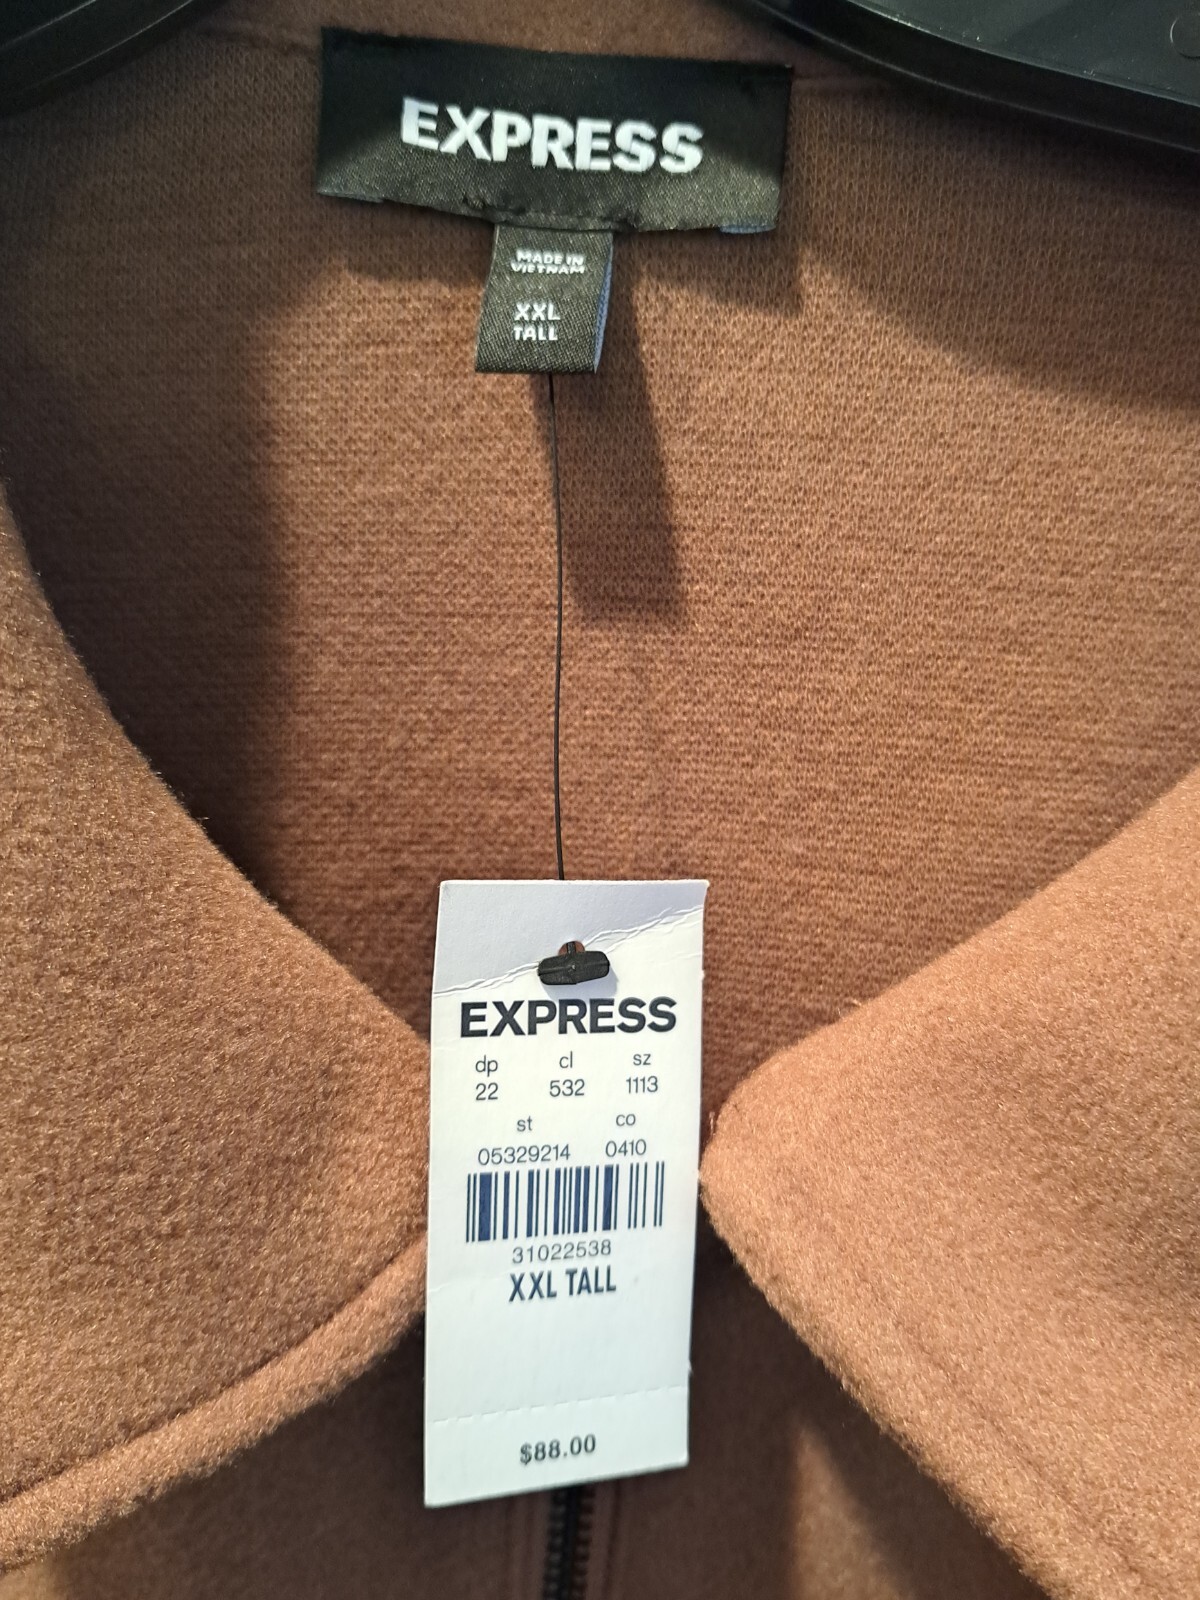 EXPRESS
MADE IN
VIETNAM
XXL
TALL
EXPRESS
dp cl sz
22 532 1113
st co
05329214 0410
31022538
XXL TALL
$88.00